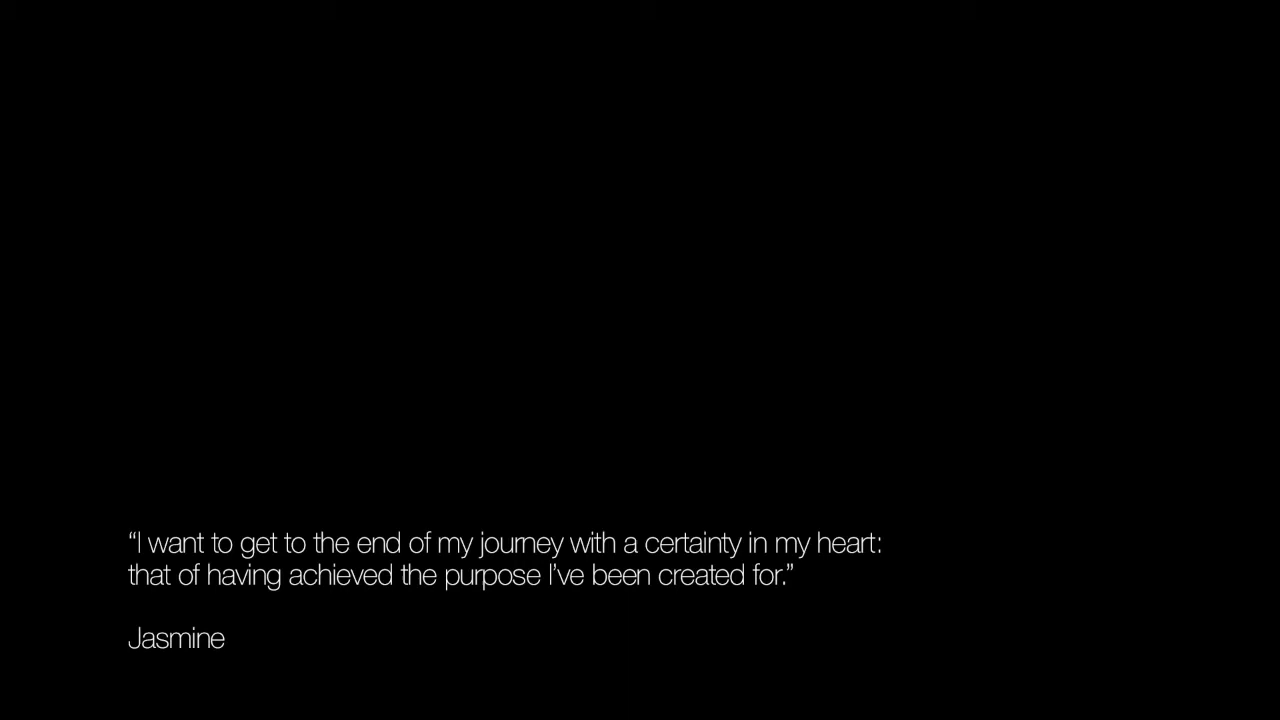 “I want to get to the end of my journey with a certainty in my heart:
that of having achieved the purpose I’ve been created for.”
Jasmine